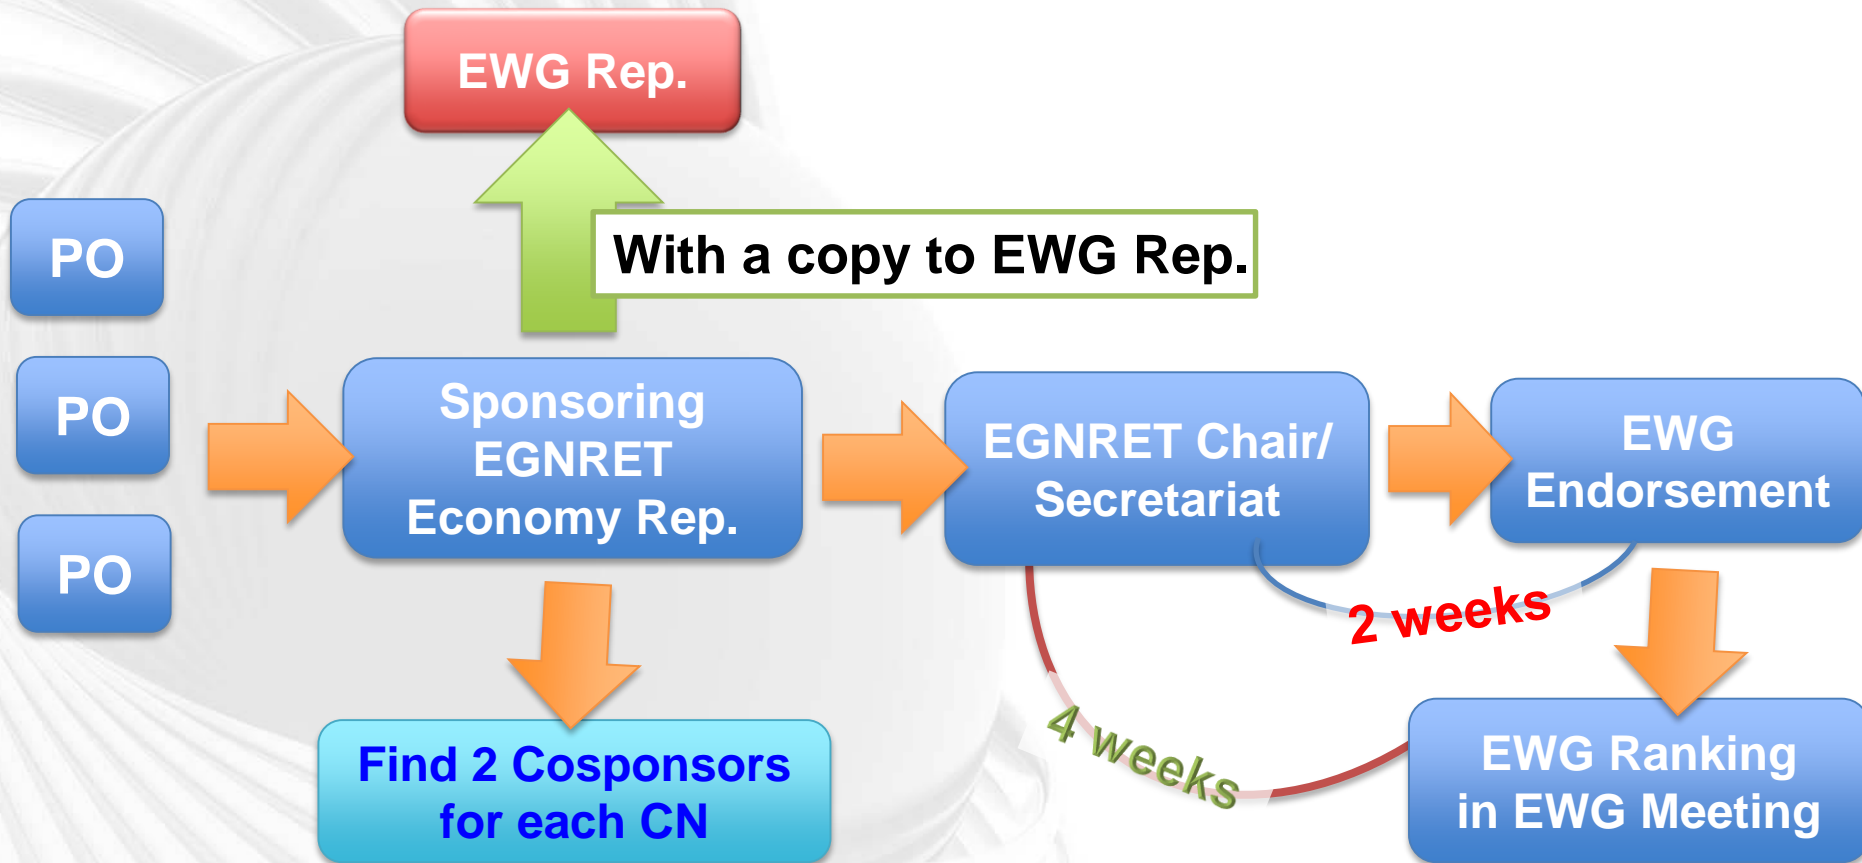 EWG Rep.
With a copy to EWG Rep.
PO
PO
PO
Sponsoring
EGNRET
Economy Rep.
EGNRET Chair/
Secretariat
EWG
Endorsement
2 weeks
4 weeks
Find 2 Cosponsors
for each CN
EWG Ranking
in EWG Meeting